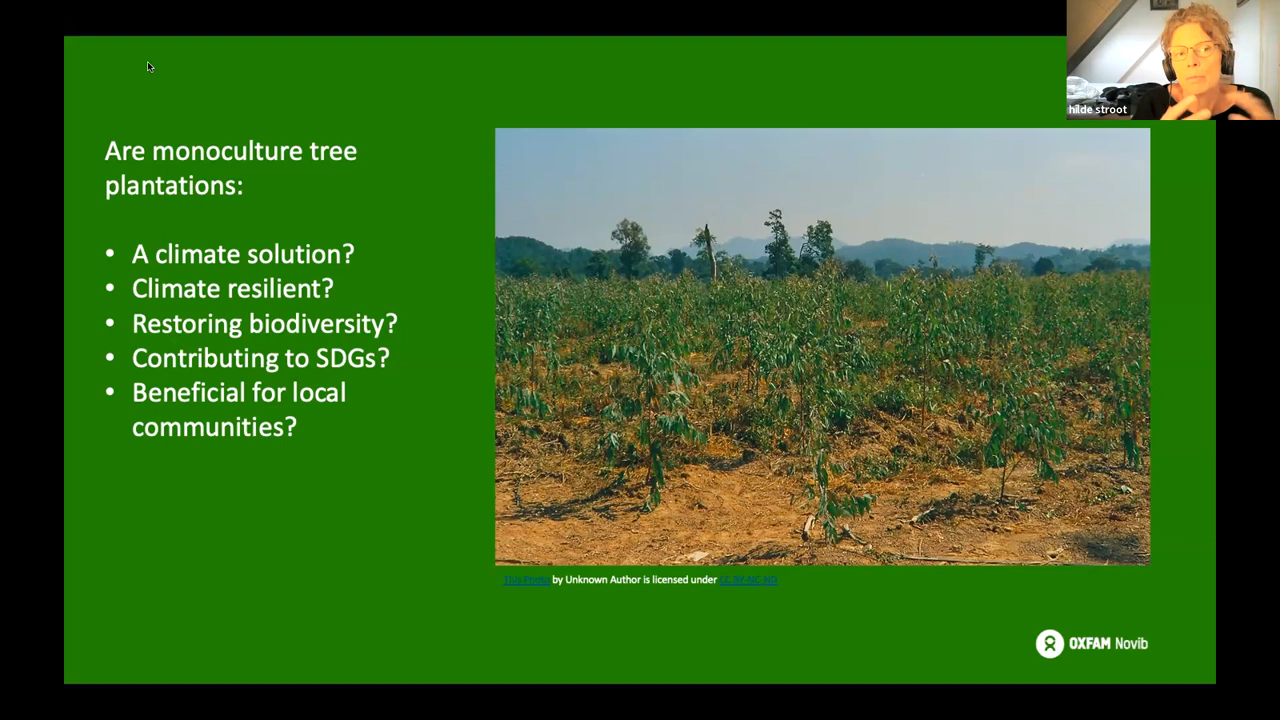 hilde stroot
Are monoculture tree
plantations:
• A climate solution?
• Climate resilient?
• Restoring biodiversity?
• Contributing to SDGs?
• Beneficial for local
communities?
This Photo by Unknown Author is licensed under CC BY-NC-ND
OXFAM Novib